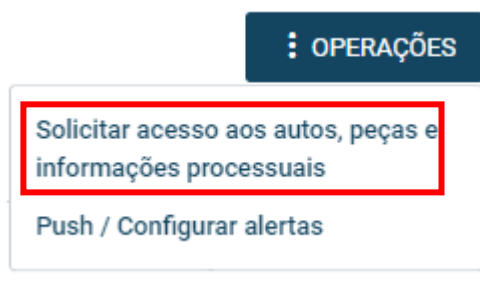 ⋮ OPERAÇÕES
Solicitar acesso aos autos, peças e
informações processuais
Push / Configurar alertas